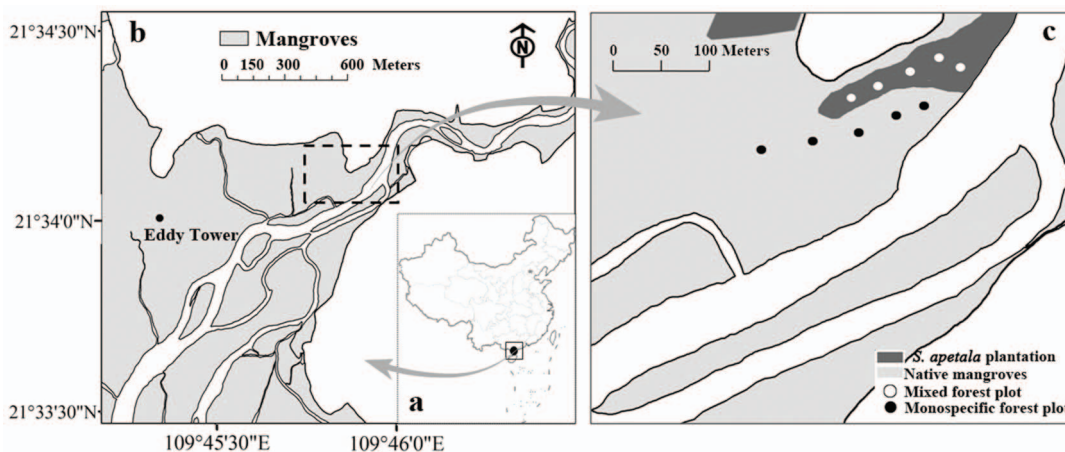 21°34'30"N
21°34'0"N
21°33'30"N
109°45'30"E
109°46'0"E
b
Mangroves
0 150 300 600 Meters
N
Eddy Tower
a
c
0 50 100 Meters
S. apetala plantation
Native mangroves
Mixed forest plot
Monospecific forest plot